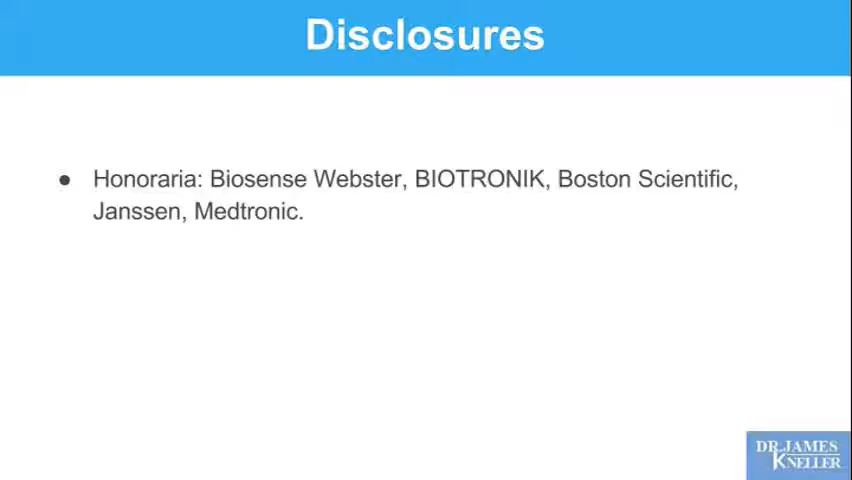 Disclosures
● Honoraria: Biosense Webster, BIOTRONIK, Boston Scientific,
Janssen, Medtronic.
DR.JAMES
KNELLER